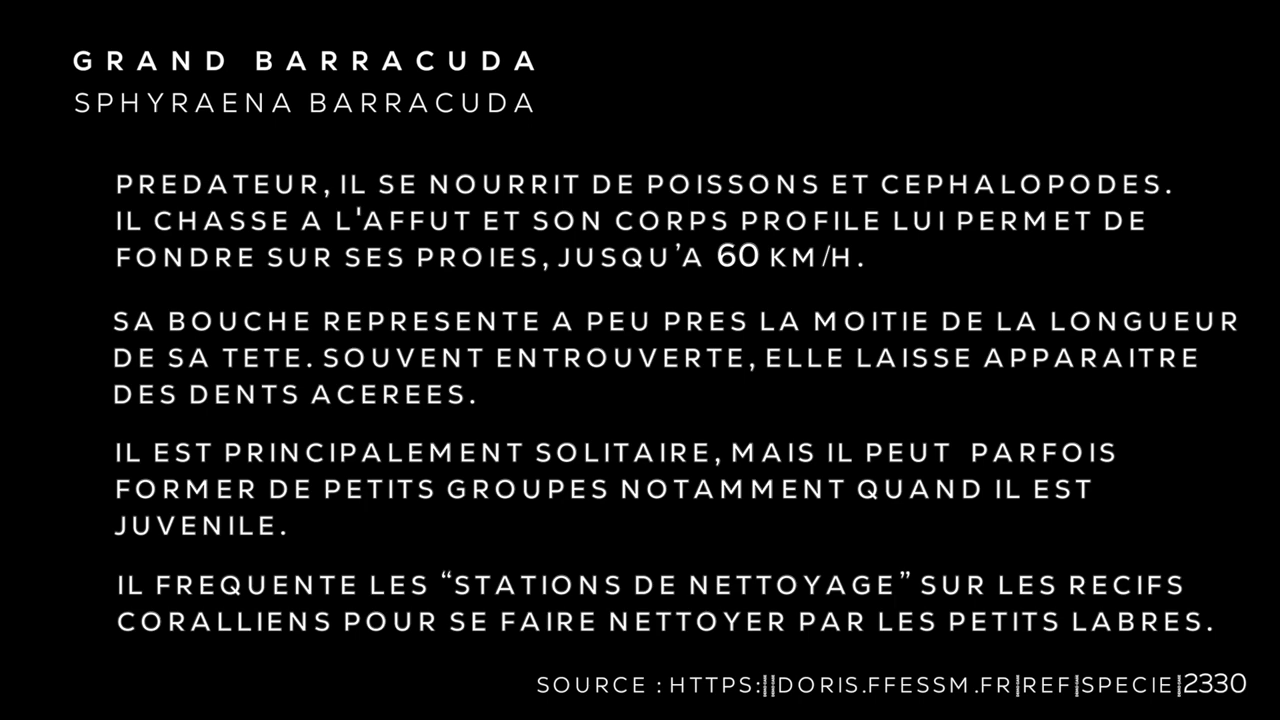 GRAND BARRACUDA
SPHYRAENA BARRACUDA
PREDATEUR, IL SE NOURRIT DE POISSONS ET CEPHALOPODES.
IL CHASSE A L'AFFUT ET SON CORPS PROFILE LUI PERMET DE
FONDRE SUR SES PROIES, JUSQU'A 60 KM/H.
SA BOUCHE REPRESENTE A PEU PRES LA MOITIE DE LA LONGUEUR
DE SA TETE. SOUVENT ENTROUVERTE, ELLE LAISSE APPARAITRE
DES DENTS ACEREES.
IL EST PRINCIPALEMENT SOLITAIRE, MAIS IL PEUT PARFOIS
FORMER DE PETITS GROUPES NOTAMMENT QUAND IL EST
JUVENILE.
IL FREQUENTE LES “STATIONS DE NETTOYAGE” SUR LES RECIFS
CORALLIENS POUR SE FAIRE NETTOYER PAR LES PETITS LABRES.
SOURCE : HTTPS: DORIS.FFESSM.FR REF SPECIE 2330